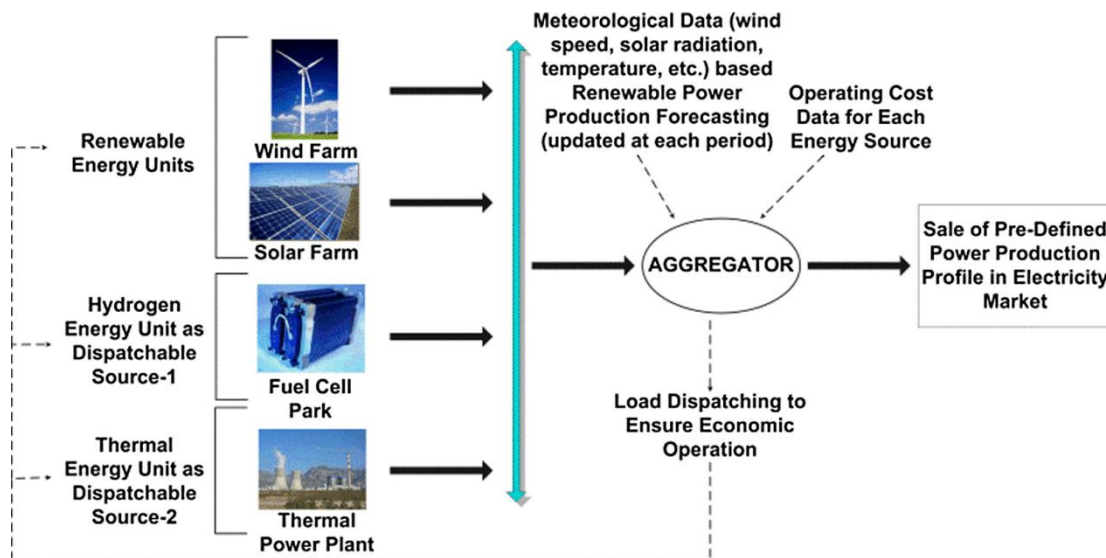 Renewable
Energy Units
Wind Farm
Solar Farm
Hydrogen
Energy Unit as
Dispatchable
Source-1
Fuel Cell
Park
Thermal
Energy Unit as
Dispatchable
Source-2
Thermal
Power Plant
Meteorological Data (wind
speed, solar radiation,
temperature, etc.) based
Renewable Power
Production Forecasting
(updated at each period)
Operating Cost
Data for Each
Energy Source
AGGREGATOR
Sale of Pre-Defined
Power Production
Profile in Electricity
Market
Load Dispatching to
Ensure Economic
Operation